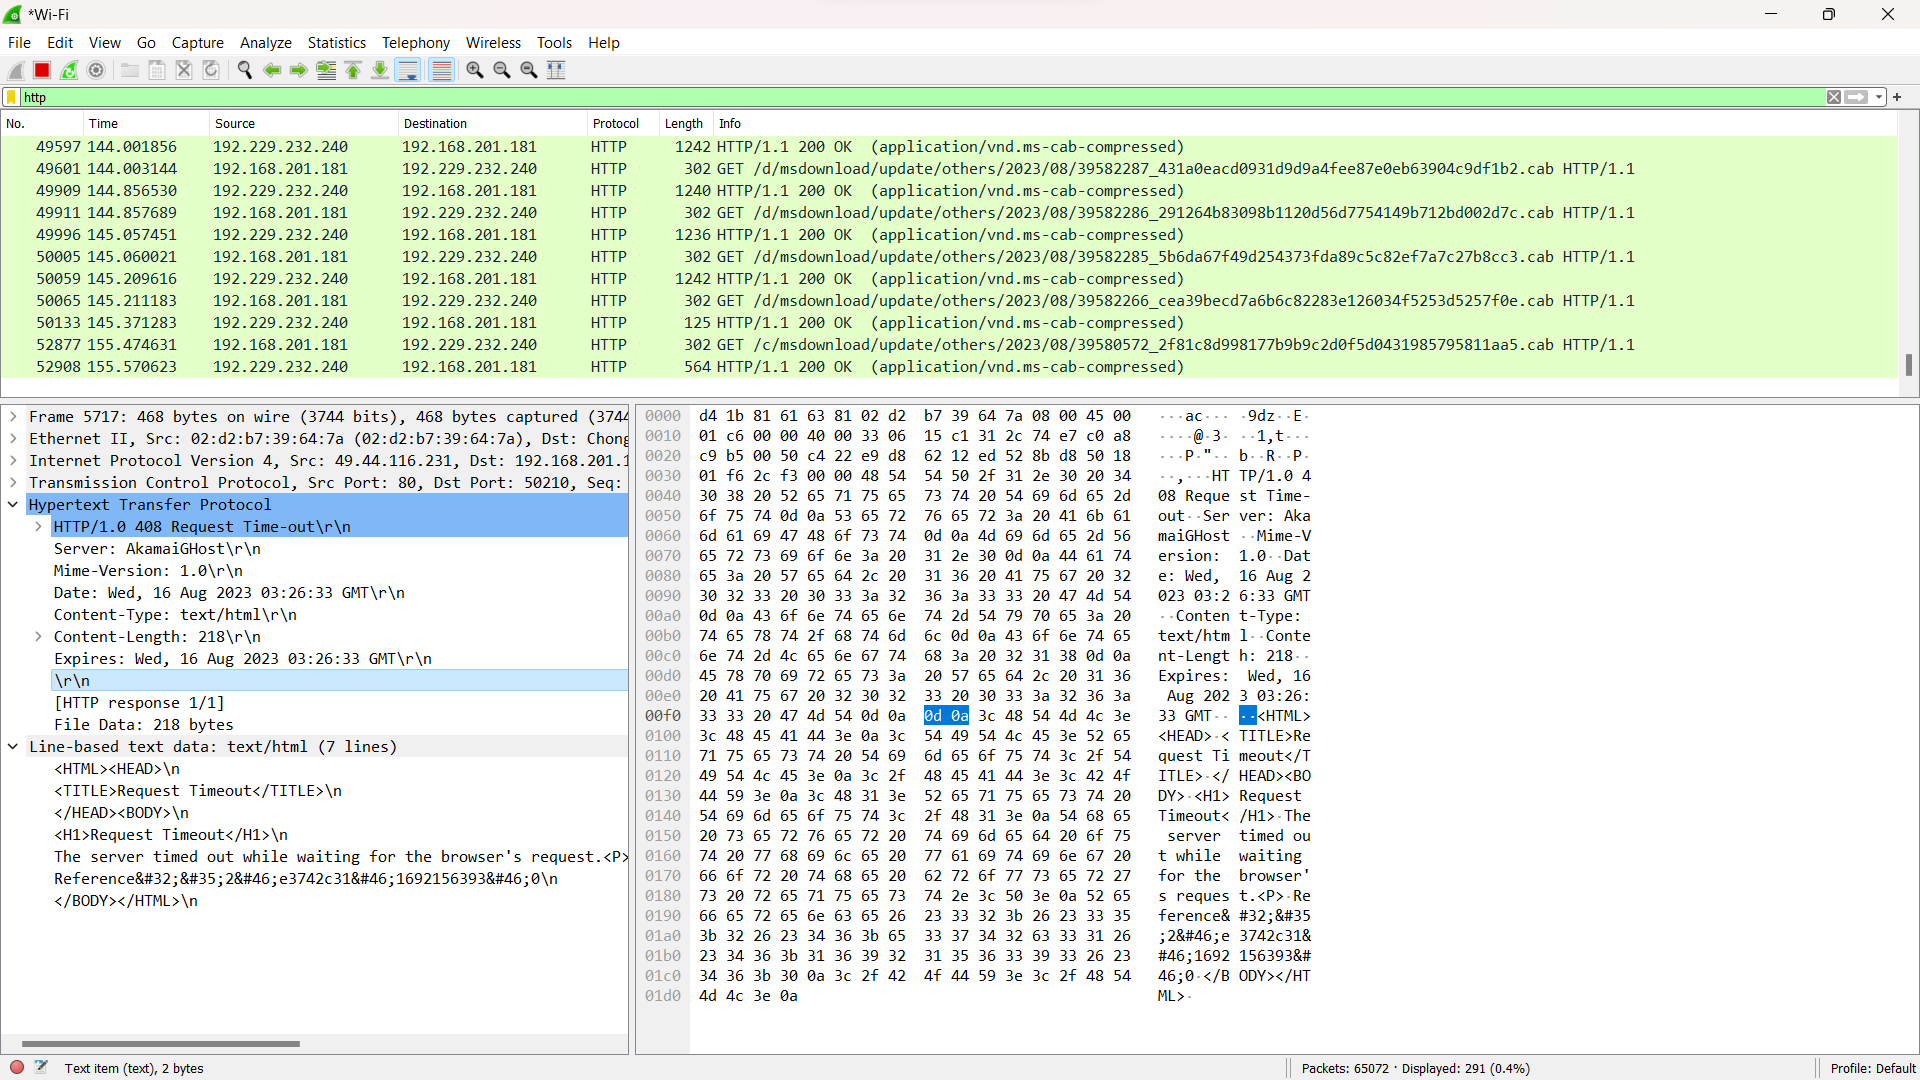 *Wi-Fi
File Edit View Go Capture Analyze Statistics Telephony Wireless Tools Help
http
No. Time Source Destination Protocol Length Info
49597 144.001856 192.229.232.240 192.168.201.181 HTTP 1242 HTTP/1.1 200 OK (application/vnd.ms-cab-compressed)
49601 144.003144 192.168.201.181 192.229.232.240 HTTP 302 GET /d/msdownload/update/others/2023/08/39582287_431a0eacd0931d9d9a4fee87e0eb63904c9df1b2.cab HTTP/1.1
49909 144.856530 192.229.232.240 192.168.201.181 HTTP 1240 HTTP/1.1 200 OK (application/vnd.ms-cab-compressed)
49911 144.857689 192.168.201.181 192.229.232.240 HTTP 302 GET /d/msdownload/update/others/2023/08/39582286_291264b83098b1120d56d7754149b712bd002d7c.cab HTTP/1.1
49996 145.057451 192.229.232.240 192.168.201.181 HTTP 1236 HTTP/1.1 200 OK (application/vnd.ms-cab-compressed)
50005 145.060021 192.168.201.181 192.229.232.240 HTTP 302 GET /d/msdownload/update/others/2023/08/39582285_5b6da67f49d254373fda89c5c82ef7a7c27b8cc3.cab HTTP/1.1
50059 145.209616 192.229.232.240 192.168.201.181 HTTP 1242 HTTP/1.1 200 OK (application/vnd.ms-cab-compressed)
50065 145.211183 192.168.201.181 192.229.232.240 HTTP 302 GET /d/msdownload/update/others/2023/08/39582266_cea39becd7a6b6c82283e126034f5253d5257f0e.cab HTTP/1.1
50133 145.371283 192.229.232.240 192.168.201.181 HTTP 125 HTTP/1.1 200 OK (application/vnd.ms-cab-compressed)
52877 155.474631 192.168.201.181 192.229.232.240 HTTP 302 GET /c/msdownload/update/others/2023/08/39580572_2f81c8d998177b9b9c2d0f5d0431985795811aa5.cab HTTP/1.1
52908 155.570623 192.229.232.240 192.168.201.181 HTTP 564 HTTP/1.1 200 OK (application/vnd.ms-cab-compressed)
Frame 5717: 468 bytes on wire (3744 bits), 468 bytes captured (3744
Ethernet II, Src: 02:d2:b7:39:64:7a (02:d2:b7:39:64:7a), Dst: Chong
Internet Protocol Version 4, Src: 49.44.116.231, Dst: 192.168.201.1
Transmission Control Protocol, Src Port: 80, Dst Port: 50210, Seq:
Hypertext Transfer Protocol
HTTP/1.0 408 Request Time-out\r\n
Server: AkamaiGHost\r\n
Mime-Version: 1.0\r\n
Date: Wed, 16 Aug 2023 03:26:33 GMT\r\n
Content-Type: text/html\r\n
Content-Length: 218\r\n
Expires: Wed, 16 Aug 2023 03:26:33 GMT\r\n
\r\n
[HTTP response 1/1]
File Data: 218 bytes
Line-based text data: text/html (7 lines)
<HTML><HEAD>\n
<TITLE>Request Timeout</TITLE>\n
</HEAD><BODY>\n
<H1>Request Timeout</H1>\n
The server timed out while waiting for the browser's request.<P>
Reference&#32;&#35;2&#46;e3742c31&#46;1692156393&#46;0\n
</BODY></HTML>\n
0000 d4 1b 81 61 63 81 02 d2 b7 39 64 7a 08 00 45 00 ···ac··· ·9dz··E·
0010 01 c6 00 00 40 00 33 06 15 c1 31 2c 74 e7 c0 a8 ····@·3· ··1,t···
0020 c9 b5 00 50 c4 22 e9 d8 62 12 ed 52 8b d8 50 18 ···P·"·· b··R··P·
0030 01 f6 2c f3 00 00 48 54 54 50 2f 31 2e 30 20 34 ··,···HT TP/1.0 4
0040 30 38 20 52 65 71 75 65 73 74 20 54 69 6d 65 2d 08 Reque st Time-
0050 6f 75 74 0d 0a 53 65 72 76 65 72 3a 20 41 6b 61 out··Ser ver: Aka
0060 6d 61 69 47 48 6f 73 74 0d 0a 4d 69 6d 65 2d 56 maiGHost ··Mime-V
0070 65 72 73 69 6f 6e 3a 20 31 2e 30 0d 0a 44 61 74 ersion: 1.0··Dat
0080 65 3a 20 57 65 64 2c 20 31 36 20 41 75 67 20 32 e: Wed, 16 Aug 2
0090 30 32 33 20 30 33 3a 32 36 3a 33 33 20 47 4d 54 023 03:2 6:33 GMT
00a0 0d 0a 43 6f 6e 74 65 6e 74 2d 54 79 70 65 3a 20 ··Conten t-Type:
00b0 74 65 78 74 2f 68 74 6d 6c 0d 0a 43 6f 6e 74 65 text/htm l··Conte
00c0 6e 74 2d 4c 65 6e 67 74 68 3a 20 32 31 38 0d 0a nt-Lengt h: 218··
00d0 45 78 70 69 72 65 73 3a 20 57 65 64 2c 20 31 36 Expires: Wed, 16
00e0 20 41 75 67 20 32 30 32 33 20 30 33 3a 32 36 3a Aug 202 3 03:26:
00f0 33 33 20 47 4d 54 0d 0a 0d 0a 3c 48 54 4d 4c 3e 33 GMT·· ··<HTML>
0100 3c 48 45 41 44 3e 0a 3c 54 49 54 4c 45 3e 52 65 <HEAD>·< TITLE>Re
0110 71 75 65 73 74 20 54 69 6d 65 6f 75 74 3c 2f 54 quest Ti meout</T
0120 49 54 4c 45 3e 0a 3c 2f 48 45 41 44 3e 3c 42 4f ITLE>·</ HEAD><BO
0130 44 59 3e 0a 3c 48 31 3e 52 65 71 75 65 73 74 20 DY>·<H1> Request
0140 54 69 6d 65 6f 75 74 3c 2f 48 31 3e 0a 54 68 65 Timeout< /H1>·The
0150 20 73 65 72 76 65 72 20 74 69 6d 65 64 20 6f 75 server timed ou
0160 74 20 77 68 69 6c 65 20 77 61 69 74 69 6e 67 20 t while waiting
0170 66 6f 72 20 74 68 65 20 62 72 6f 77 73 65 72 27 for the browser'
0180 73 20 72 65 71 75 65 73 74 2e 3c 50 3e 0a 52 65 s reques t.<P>·Re
0190 66 65 72 65 6e 63 65 26 23 33 32 3b 26 23 33 35 ference& #32;&#35
01a0 3b 32 26 23 34 36 3b 65 33 37 34 32 63 33 31 26 ;2&#46;e 3742c31&
01b0 23 34 36 3b 31 36 39 32 31 35 36 33 39 33 26 23 #46;1692 156393&#
01c0 34 36 3b 30 0a 3c 2f 42 4f 44 59 3e 3c 2f 48 54 46;0·</B ODY></HT
01d0 4d 4c 3e 0a ML>·
Text item (text), 2 bytes
Packets: 65072 · Displayed: 291 (0.4%)
Profile: Default